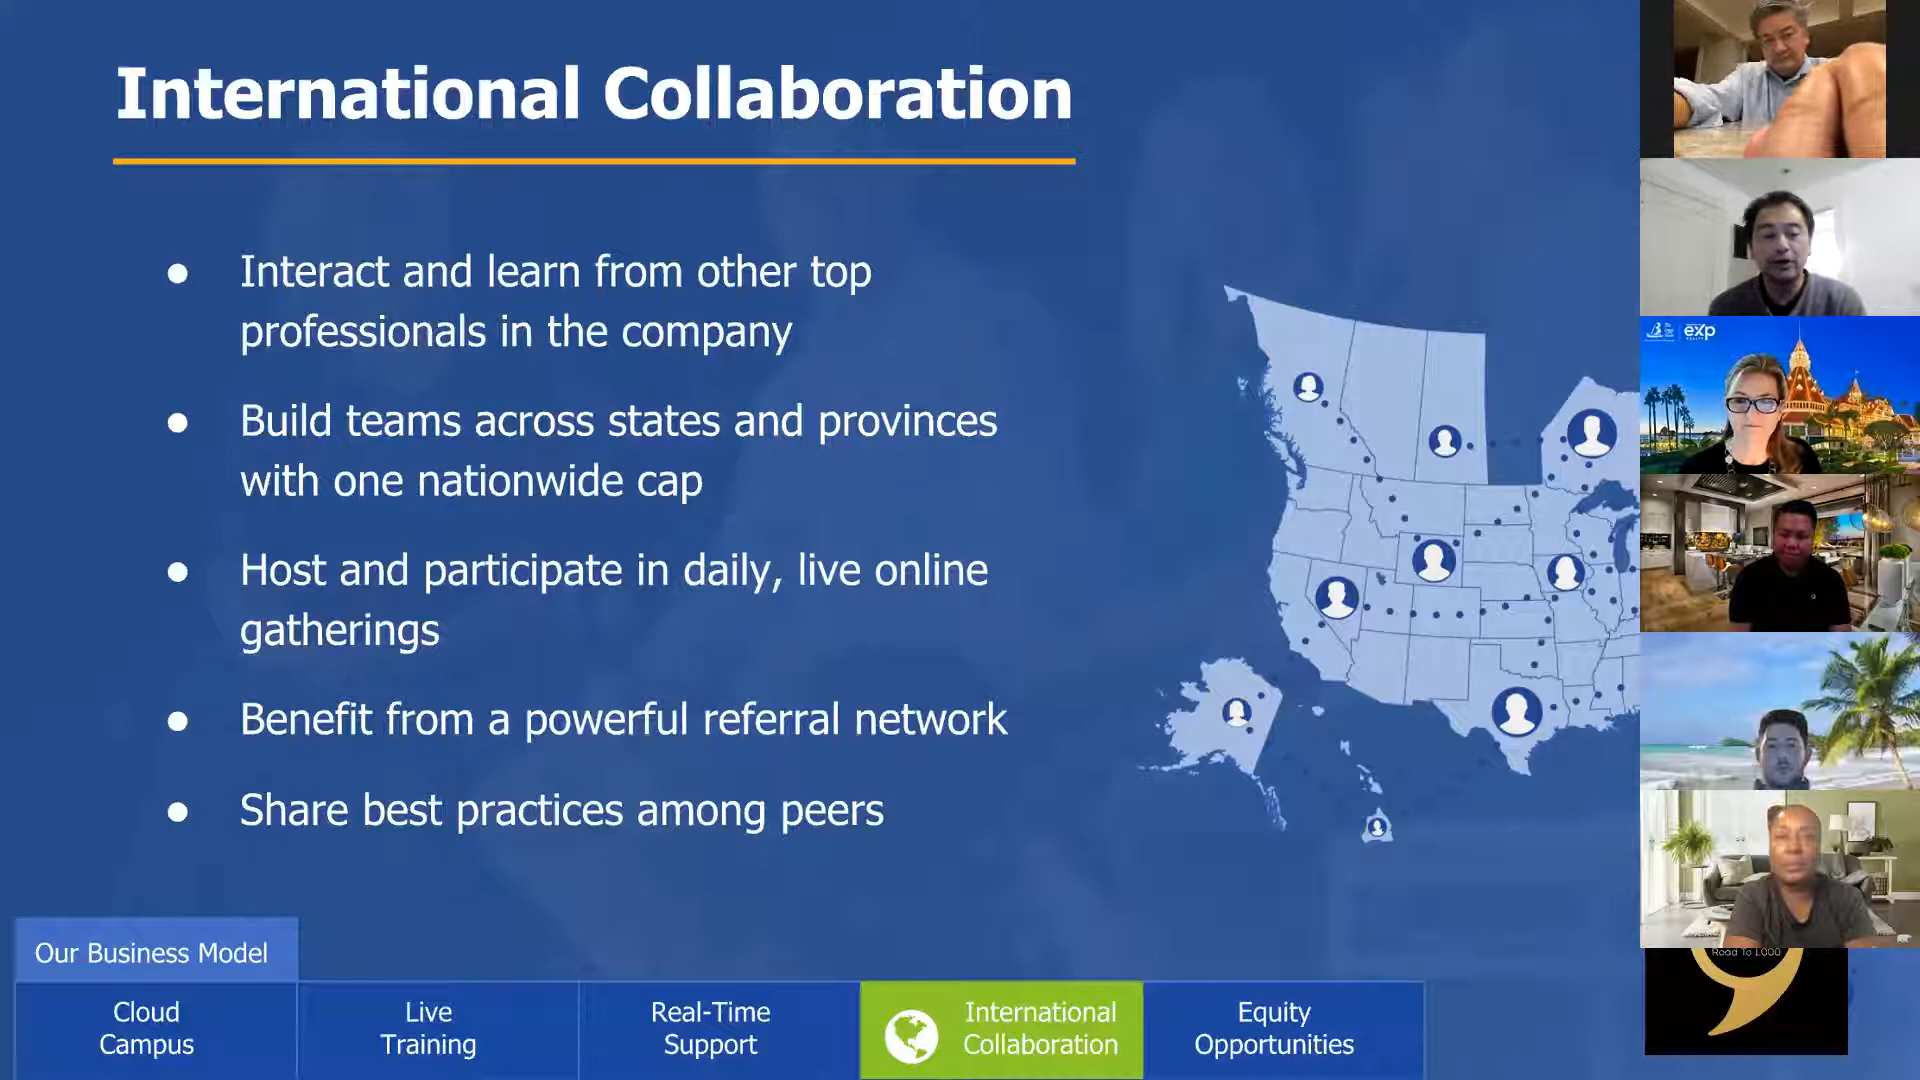 International Collaboration
Interact and learn from other top
professionals in the company
Build teams across states and provinces
with one nationwide cap
Host and participate in daily, live online
gatherings
Benefit from a powerful referral network
Share best practices among peers
Our Business Model
Cloud
Campus
Live
Training
Real-Time
Support
International
Collaboration
Equity
Opportunities
exp
REALTY
Road To 1,000